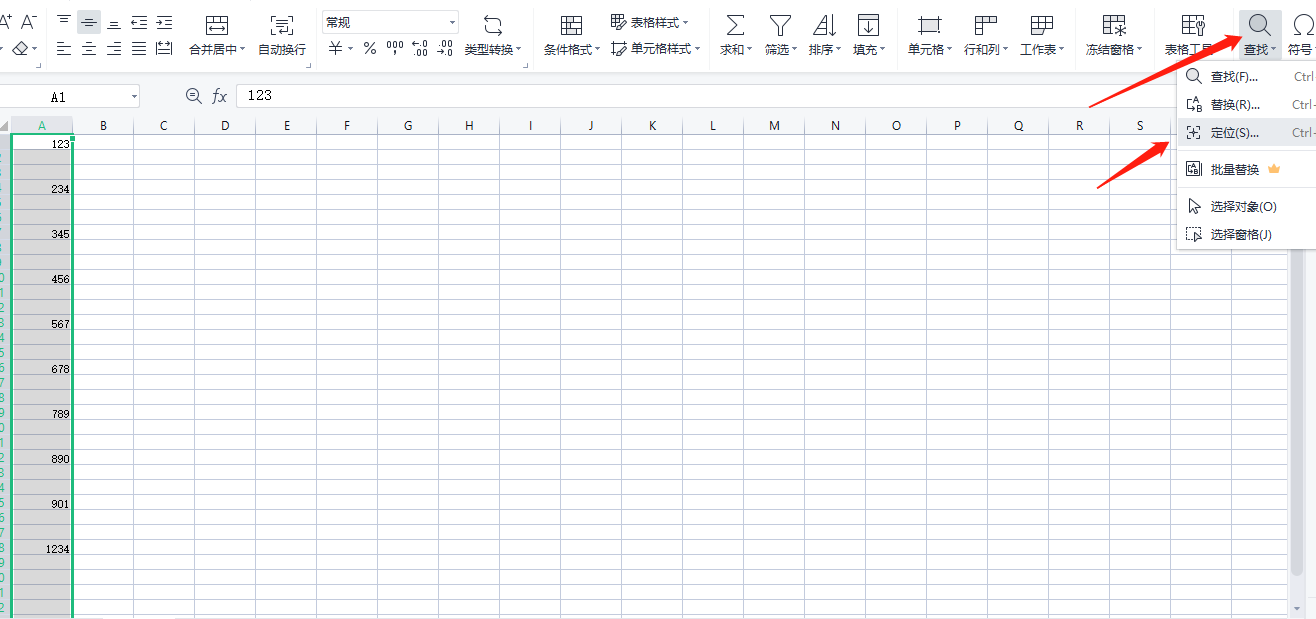 A⁺ A⁻ 常规 表格样式
合并居中 自动换行 ¥ % 000 ←.0 .00 .00 →.0 类型转换 条件格式 单元格样式 求和 筛选 排序 填充 单元格 行和列 工作表 冻结窗格 表格工具 查找 符号
A1 fx 123
查找(F)... Ctrl
替换(R)... Ctrl-
定位(S)... Ctrl-
批量替换
选择对象(O)
选择窗格(J)
A B C D E F G H I J K L M N O P Q R S
123
234
345
456
567
678
789
890
901
1234